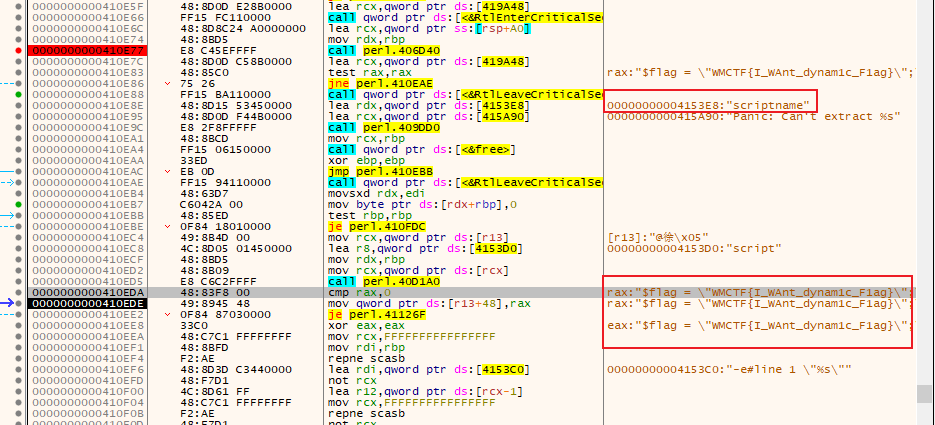 0000000000410E5F 48:8D0D E28B0000 lea rcx,qword ptr ds:[419A48]
0000000000410E66 FF15 FC110000 call qword ptr ds:[<&RtlEnterCriticalSe
0000000000410E6C 48:8D8C24 A0000000 lea rcx,qword ptr ss:[rsp+A0]
0000000000410E74 48:8BD5 mov rdx,rbp
0000000000410E77 E8 C45EFFFF call perl.406D40
0000000000410E7C 48:8D0D C58B0000 lea rcx,qword ptr ds:[419A48]
0000000000410E83 48:85C0 test rax,rax rax:"$flag = \"WMCTF{I_WAnt_dynam1c_F1ag}\";
0000000000410E86 75 26 jne perl.410EAE
0000000000410E88 FF15 BA110000 call qword ptr ds:[<&RtlLeaveCriticalSe
0000000000410E8E 48:8D15 53450000 lea rdx,qword ptr ds:[4153E8] 00000000004153E8:"scriptname"
0000000000410E95 48:8D0D F44B0000 lea rcx,qword ptr ds:[415A90] 0000000000415A90:"Panic: can't extract %s"
0000000000410E9C E8 2F8FFFFF call perl.409DD0
0000000000410EA1 48:8BCD mov rcx,rbp
0000000000410EA4 FF15 06150000 call qword ptr ds:[<&free>]
0000000000410EAA 33ED xor ebp,ebp
0000000000410EAC EB 0D jmp perl.410EBB
0000000000410EAE FF15 94110000 call qword ptr ds:[<&RtlLeaveCriticalSe
0000000000410EB4 48:63D7 movsxd rdx,edi
0000000000410EB7 C6042A 00 mov byte ptr ds:[rdx+rbp],0
0000000000410EBB 48:85ED test rbp,rbp
0000000000410EBE 0F84 18010000 je perl.410FDC
0000000000410EC4 49:8B4D 00 mov rcx,qword ptr ds:[r13] [r13]:"@徐\x05"
0000000000410EC8 4C:8D05 01450000 lea r8,qword ptr ds:[4153D0] 00000000004153D0:"script"
0000000000410ECF 48:8BD5 mov rdx,rbp
0000000000410ED2 48:8B09 mov rcx,qword ptr ds:[rcx]
0000000000410ED5 E8 C6C2FFFF call perl.40D1A0
0000000000410EDA 48:83F8 00 cmp rax,0 rax:"$flag = \"WMCTF{I_WAnt_dynam1c_F1ag}\";
0000000000410EDE 49:8945 48 mov qword ptr ds:[r13+48],rax rax:"$flag = \"WMCTF{I_WAnt_dynam1c_F1ag}\";
0000000000410EE2 0F84 87030000 je perl.41126F
0000000000410EE8 33C0 xor eax,eax eax:"$flag = \"WMCTF{I_WAnt_dynam1c_F1ag}\";
0000000000410EEA 48:C7C1 FFFFFFFF mov rcx,FFFFFFFFFFFFFFFF
0000000000410EF1 48:8BFD mov rdi,rbp
0000000000410EF4 F2:AE repne scasb
0000000000410EF6 48:8D3D C3440000 lea rdi,qword ptr ds:[4153C0] 00000000004153C0:"-e#line 1 \"%s\""
0000000000410EFD 48:F7D1 not rcx
0000000000410F00 4C:8D61 FF lea r12,qword ptr ds:[rcx-1]
0000000000410F04 48:C7C1 FFFFFFFF mov rcx,FFFFFFFFFFFFFFFF
0000000000410F0B F2:AE repne scasb
0000000000410F0D 48:F7D1 not rcx